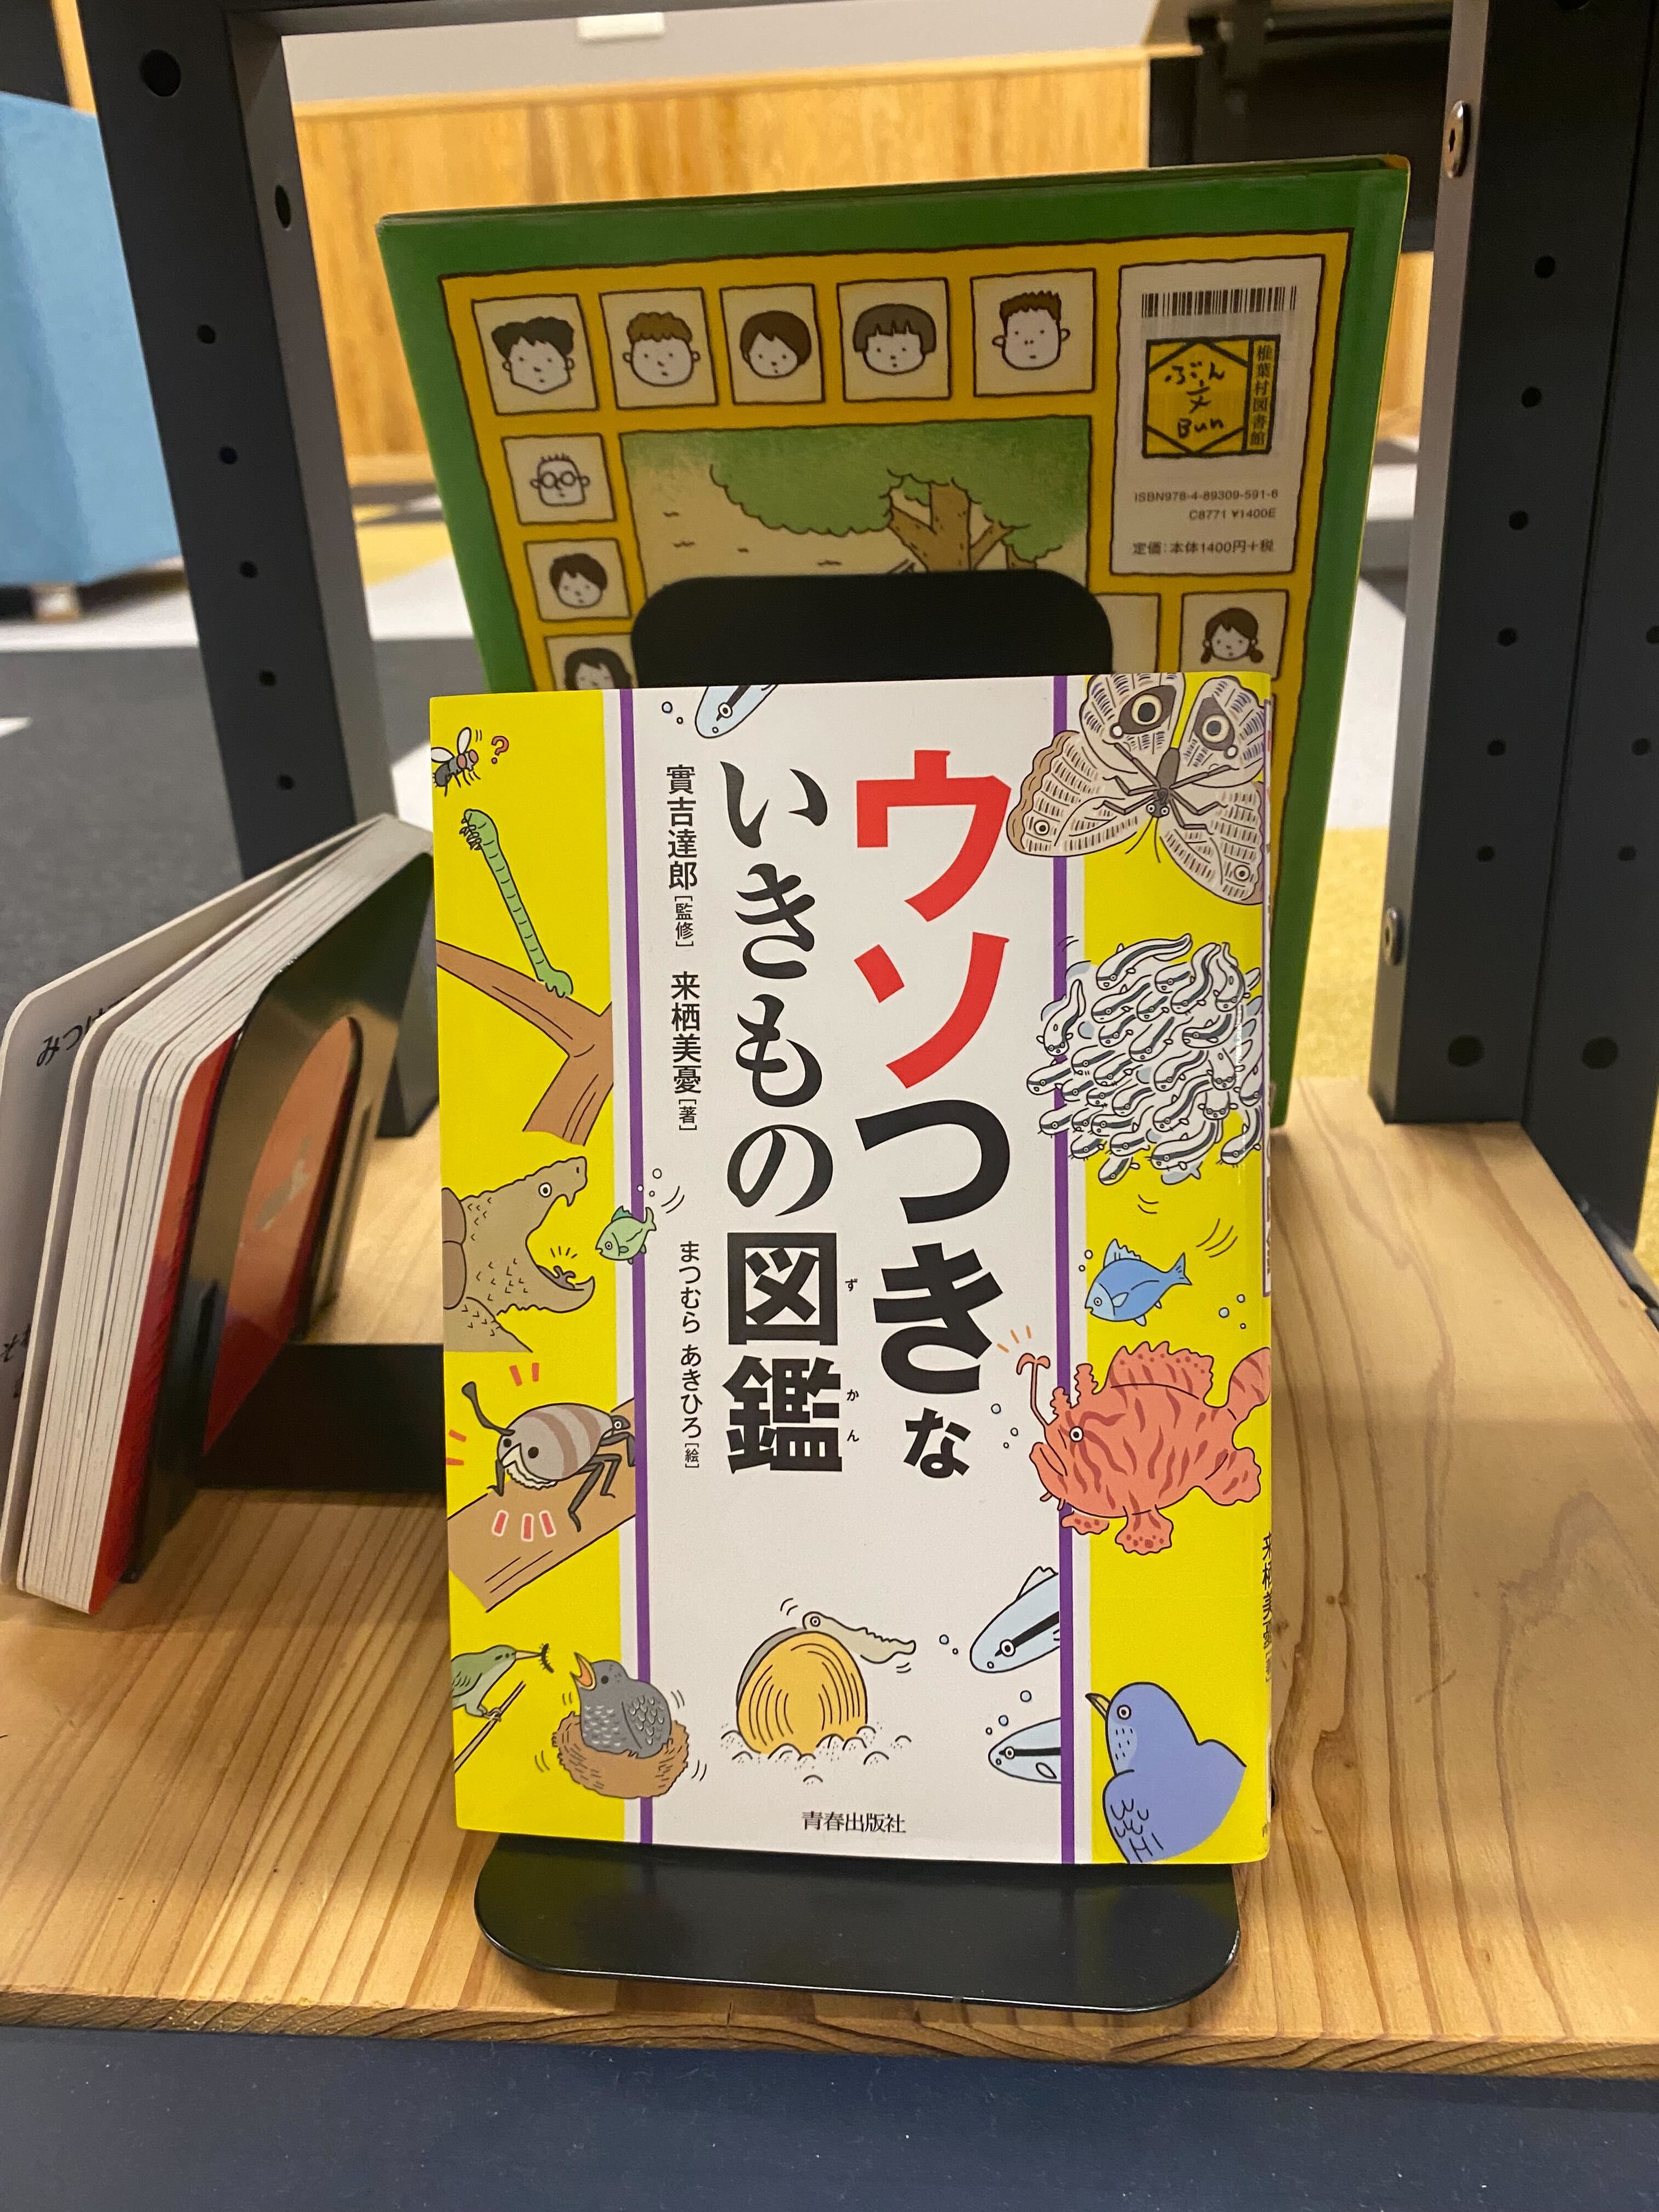 ウソつきな
いきもの図鑑
ずかん
實吉達郎[監修] 来栖美憂[著]
まつむら あきひろ[絵]
青春出版社
来栖美憂[著]
?
ぶん
文
Bun
椎葉村図書館
ISBN978-4-89309-591-6
C8771 ¥1400E
定価:本体1400円+税